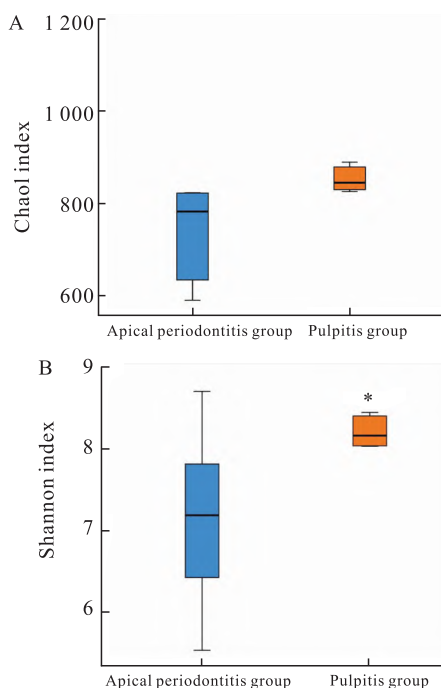 A
1 200
1 000
800
600
Chaol index
Apical periodontitis group
Pulpitis group
B
9
8
7
6
Shannon index
*
Apical periodontitis group
Pulpitis group